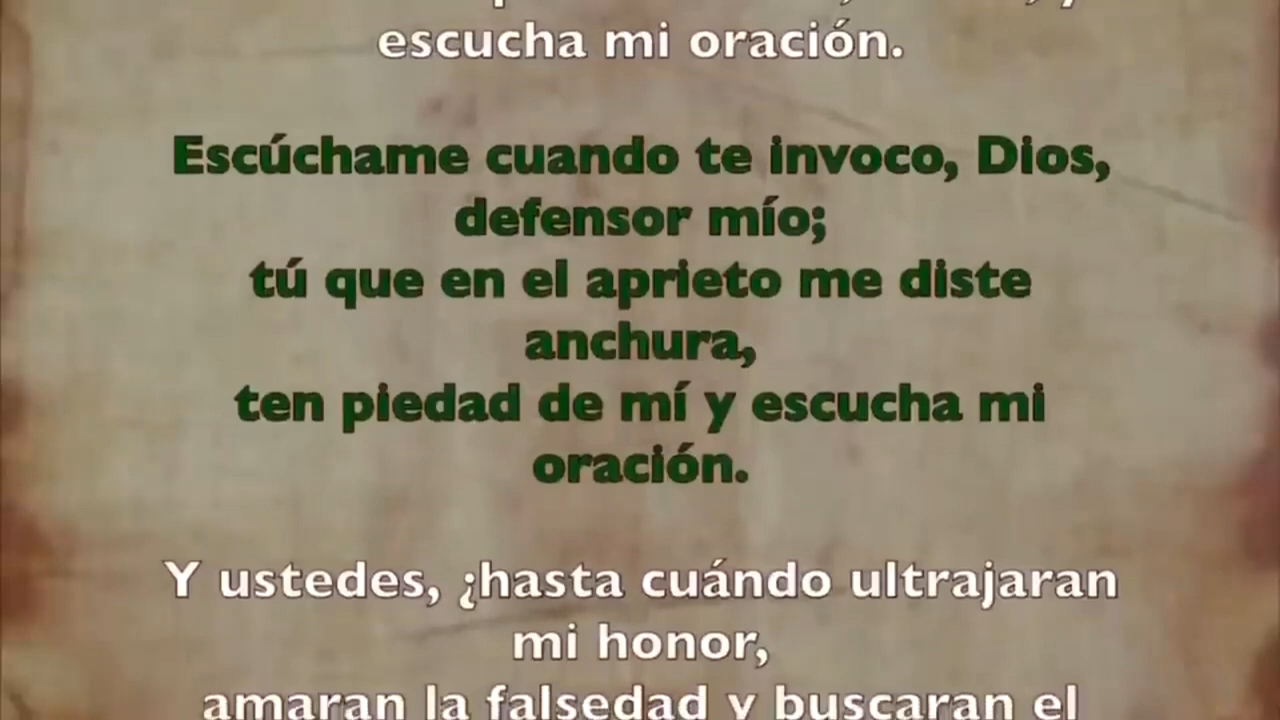 escucha mi oración.
Escúchame cuando te invoco, Dios,
defensor mío;
tú que en el aprieto me diste
anchura,
ten piedad de mí y escucha mi
oración.
Y ustedes, ¿hasta cuándo ultrajaran
mi honor,
amaran la falsedad y buscaran el